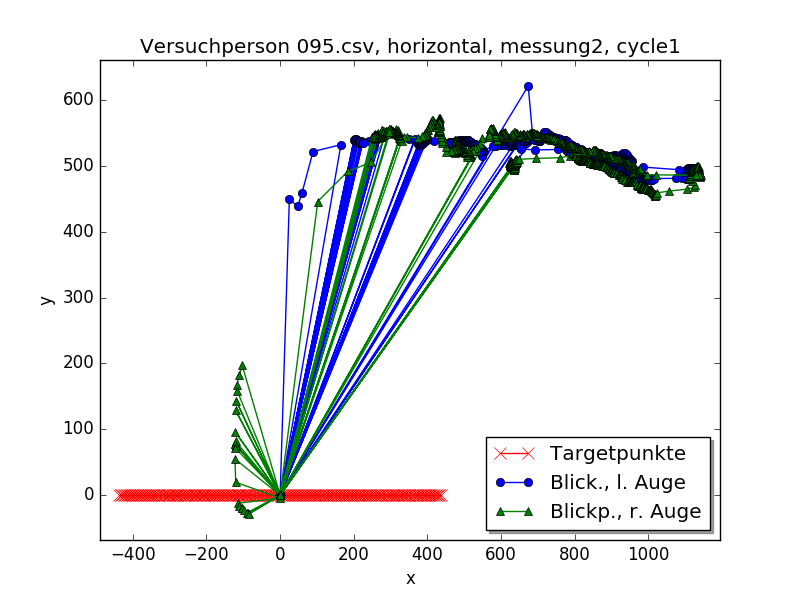 Versuchperson 095.csv, horizontal, messung2, cycle1
600
500
400
300
200
100
0
y
−400 −200 0 200 400 600 800 1000
x
Targetpunkte
Blick., l. Auge
Blickp., r. Auge